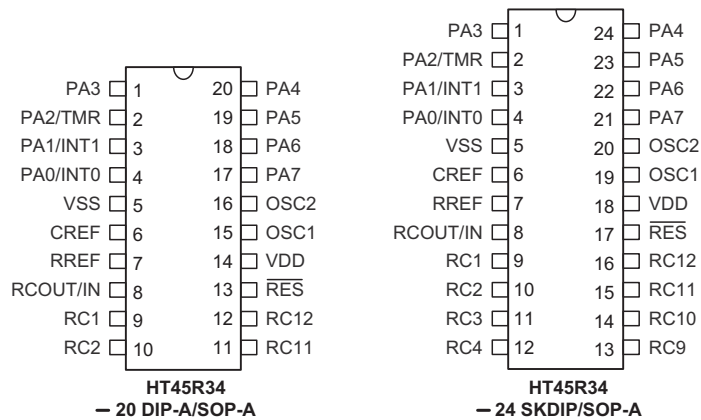 PA3 1 20 PA4
PA2/TMR 2 19 PA5
PA1/INT1 3 18 PA6
PA0/INT0 4 17 PA7
VSS 5 16 OSC2
CREF 6 15 OSC1
RREF 7 14 VDD
RCOUT/IN 8 13 RES
RC1 9 12 RC12
RC2 10 11 RC11
HT45R34
– 20 DIP-A/SOP-A
PA3 1 24 PA4
PA2/TMR 2 23 PA5
PA1/INT1 3 22 PA6
PA0/INT0 4 21 PA7
VSS 5 20 OSC2
CREF 6 19 OSC1
RREF 7 18 VDD
RCOUT/IN 8 17 RES
RC1 9 16 RC12
RC2 10 15 RC11
RC3 11 14 RC10
RC4 12 13 RC9
HT45R34
– 24 SKDIP/SOP-A